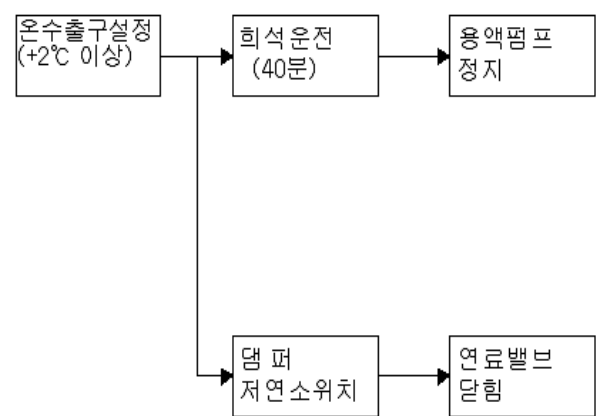 온수출구설정
(+2℃ 이상)
희석운전
(40분)
용액펌프
정지
댐 퍼
저연소위치
연료밸브
닫힘